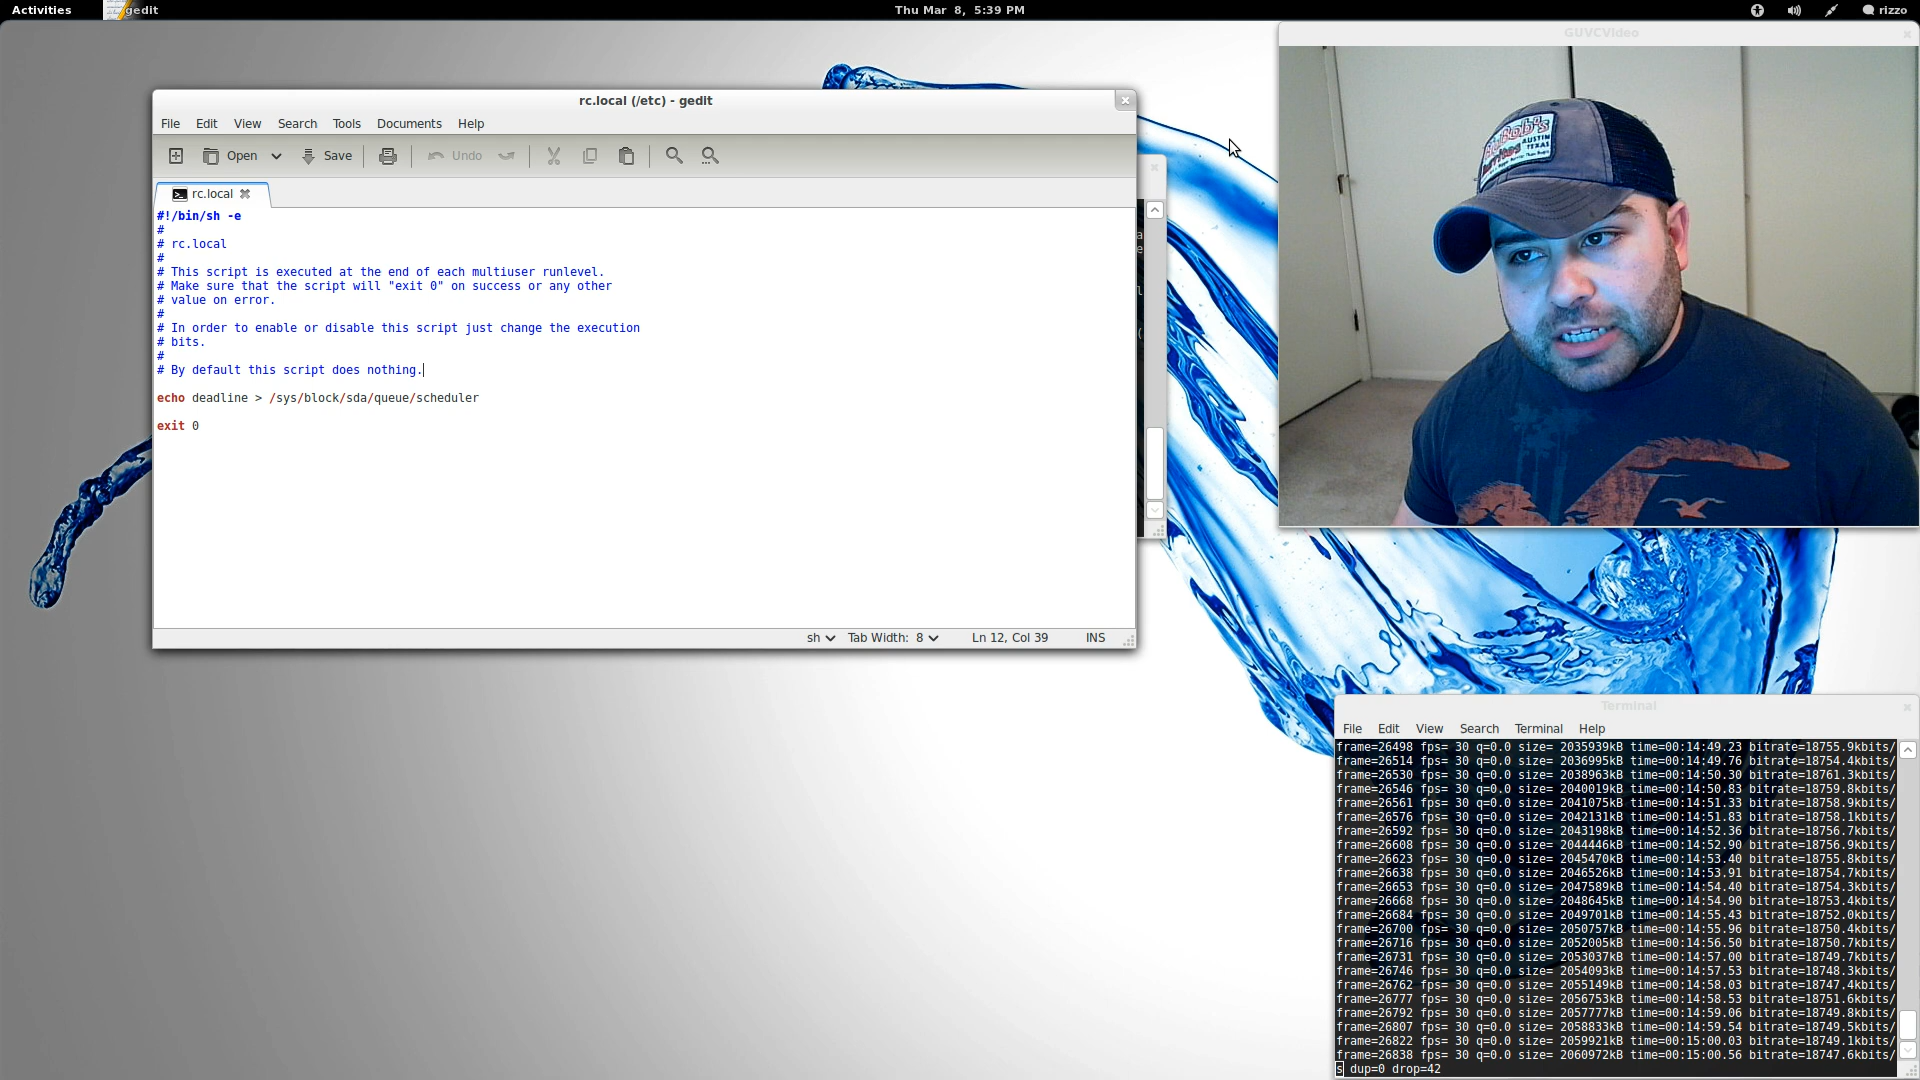 Activities
gedit
Thu Mar 8, 5:39 PM
rizzo
GUVCVideo
Bob's
AUSTIN
TEXAS
rc.local (/etc) - gedit
File Edit View Search Tools Documents Help
Open Save Undo
rc.local
#!/bin/sh -e
#
# rc.local
#
# This script is executed at the end of each multiuser runlevel.
# Make sure that the script will "exit 0" on success or any other
# value on error.
#
# In order to enable or disable this script just change the execution
# bits.
#
# By default this script does nothing.
echo deadline > /sys/block/sda/queue/scheduler
exit 0
sh Tab Width: 8 Ln 12, Col 39 INS
Terminal
File Edit View Search Terminal Help
frame=26498 fps= 30 q=0.0 size= 2035939kB time=00:14:49.23 bitrate=18755.9kbits/
frame=26514 fps= 30 q=0.0 size= 2036995kB time=00:14:49.76 bitrate=18754.4kbits/
frame=26530 fps= 30 q=0.0 size= 2038963kB time=00:14:50.30 bitrate=18761.3kbits/
frame=26546 fps= 30 q=0.0 size= 2040019kB time=00:14:50.83 bitrate=18759.8kbits/
frame=26561 fps= 30 q=0.0 size= 2041075kB time=00:14:51.33 bitrate=18758.9kbits/
frame=26576 fps= 30 q=0.0 size= 2042131kB time=00:14:51.83 bitrate=18758.1kbits/
frame=26592 fps= 30 q=0.0 size= 2043198kB time=00:14:52.36 bitrate=18756.7kbits/
frame=26608 fps= 30 q=0.0 size= 2044446kB time=00:14:52.90 bitrate=18756.9kbits/
frame=26623 fps= 30 q=0.0 size= 2045470kB time=00:14:53.40 bitrate=18755.8kbits/
frame=26638 fps= 30 q=0.0 size= 2046526kB time=00:14:53.91 bitrate=18754.7kbits/
frame=26653 fps= 30 q=0.0 size= 2047589kB time=00:14:54.40 bitrate=18754.3kbits/
frame=26668 fps= 30 q=0.0 size= 2048645kB time=00:14:54.90 bitrate=18753.4kbits/
frame=26684 fps= 30 q=0.0 size= 2049701kB time=00:14:55.43 bitrate=18752.0kbits/
frame=26700 fps= 30 q=0.0 size= 2050757kB time=00:14:55.96 bitrate=18750.4kbits/
frame=26716 fps= 30 q=0.0 size= 2052005kB time=00:14:56.50 bitrate=18750.7kbits/
frame=26731 fps= 30 q=0.0 size= 2053037kB time=00:14:57.00 bitrate=18749.7kbits/
frame=26746 fps= 30 q=0.0 size= 2054093kB time=00:14:57.53 bitrate=18748.3kbits/
frame=26762 fps= 30 q=0.0 size= 2055149kB time=00:14:58.03 bitrate=18747.4kbits/
frame=26777 fps= 30 q=0.0 size= 2056753kB time=00:14:58.53 bitrate=18751.6kbits/
frame=26792 fps= 30 q=0.0 size= 2057777kB time=00:14:59.06 bitrate=18749.8kbits/
frame=26807 fps= 30 q=0.0 size= 2058833kB time=00:14:59.54 bitrate=18749.5kbits/
frame=26822 fps= 30 q=0.0 size= 2059921kB time=00:15:00.03 bitrate=18749.1kbits/
frame=26838 fps= 30 q=0.0 size= 2060972kB time=00:15:00.56 bitrate=18747.6kbits/
s dup=0 drop=42